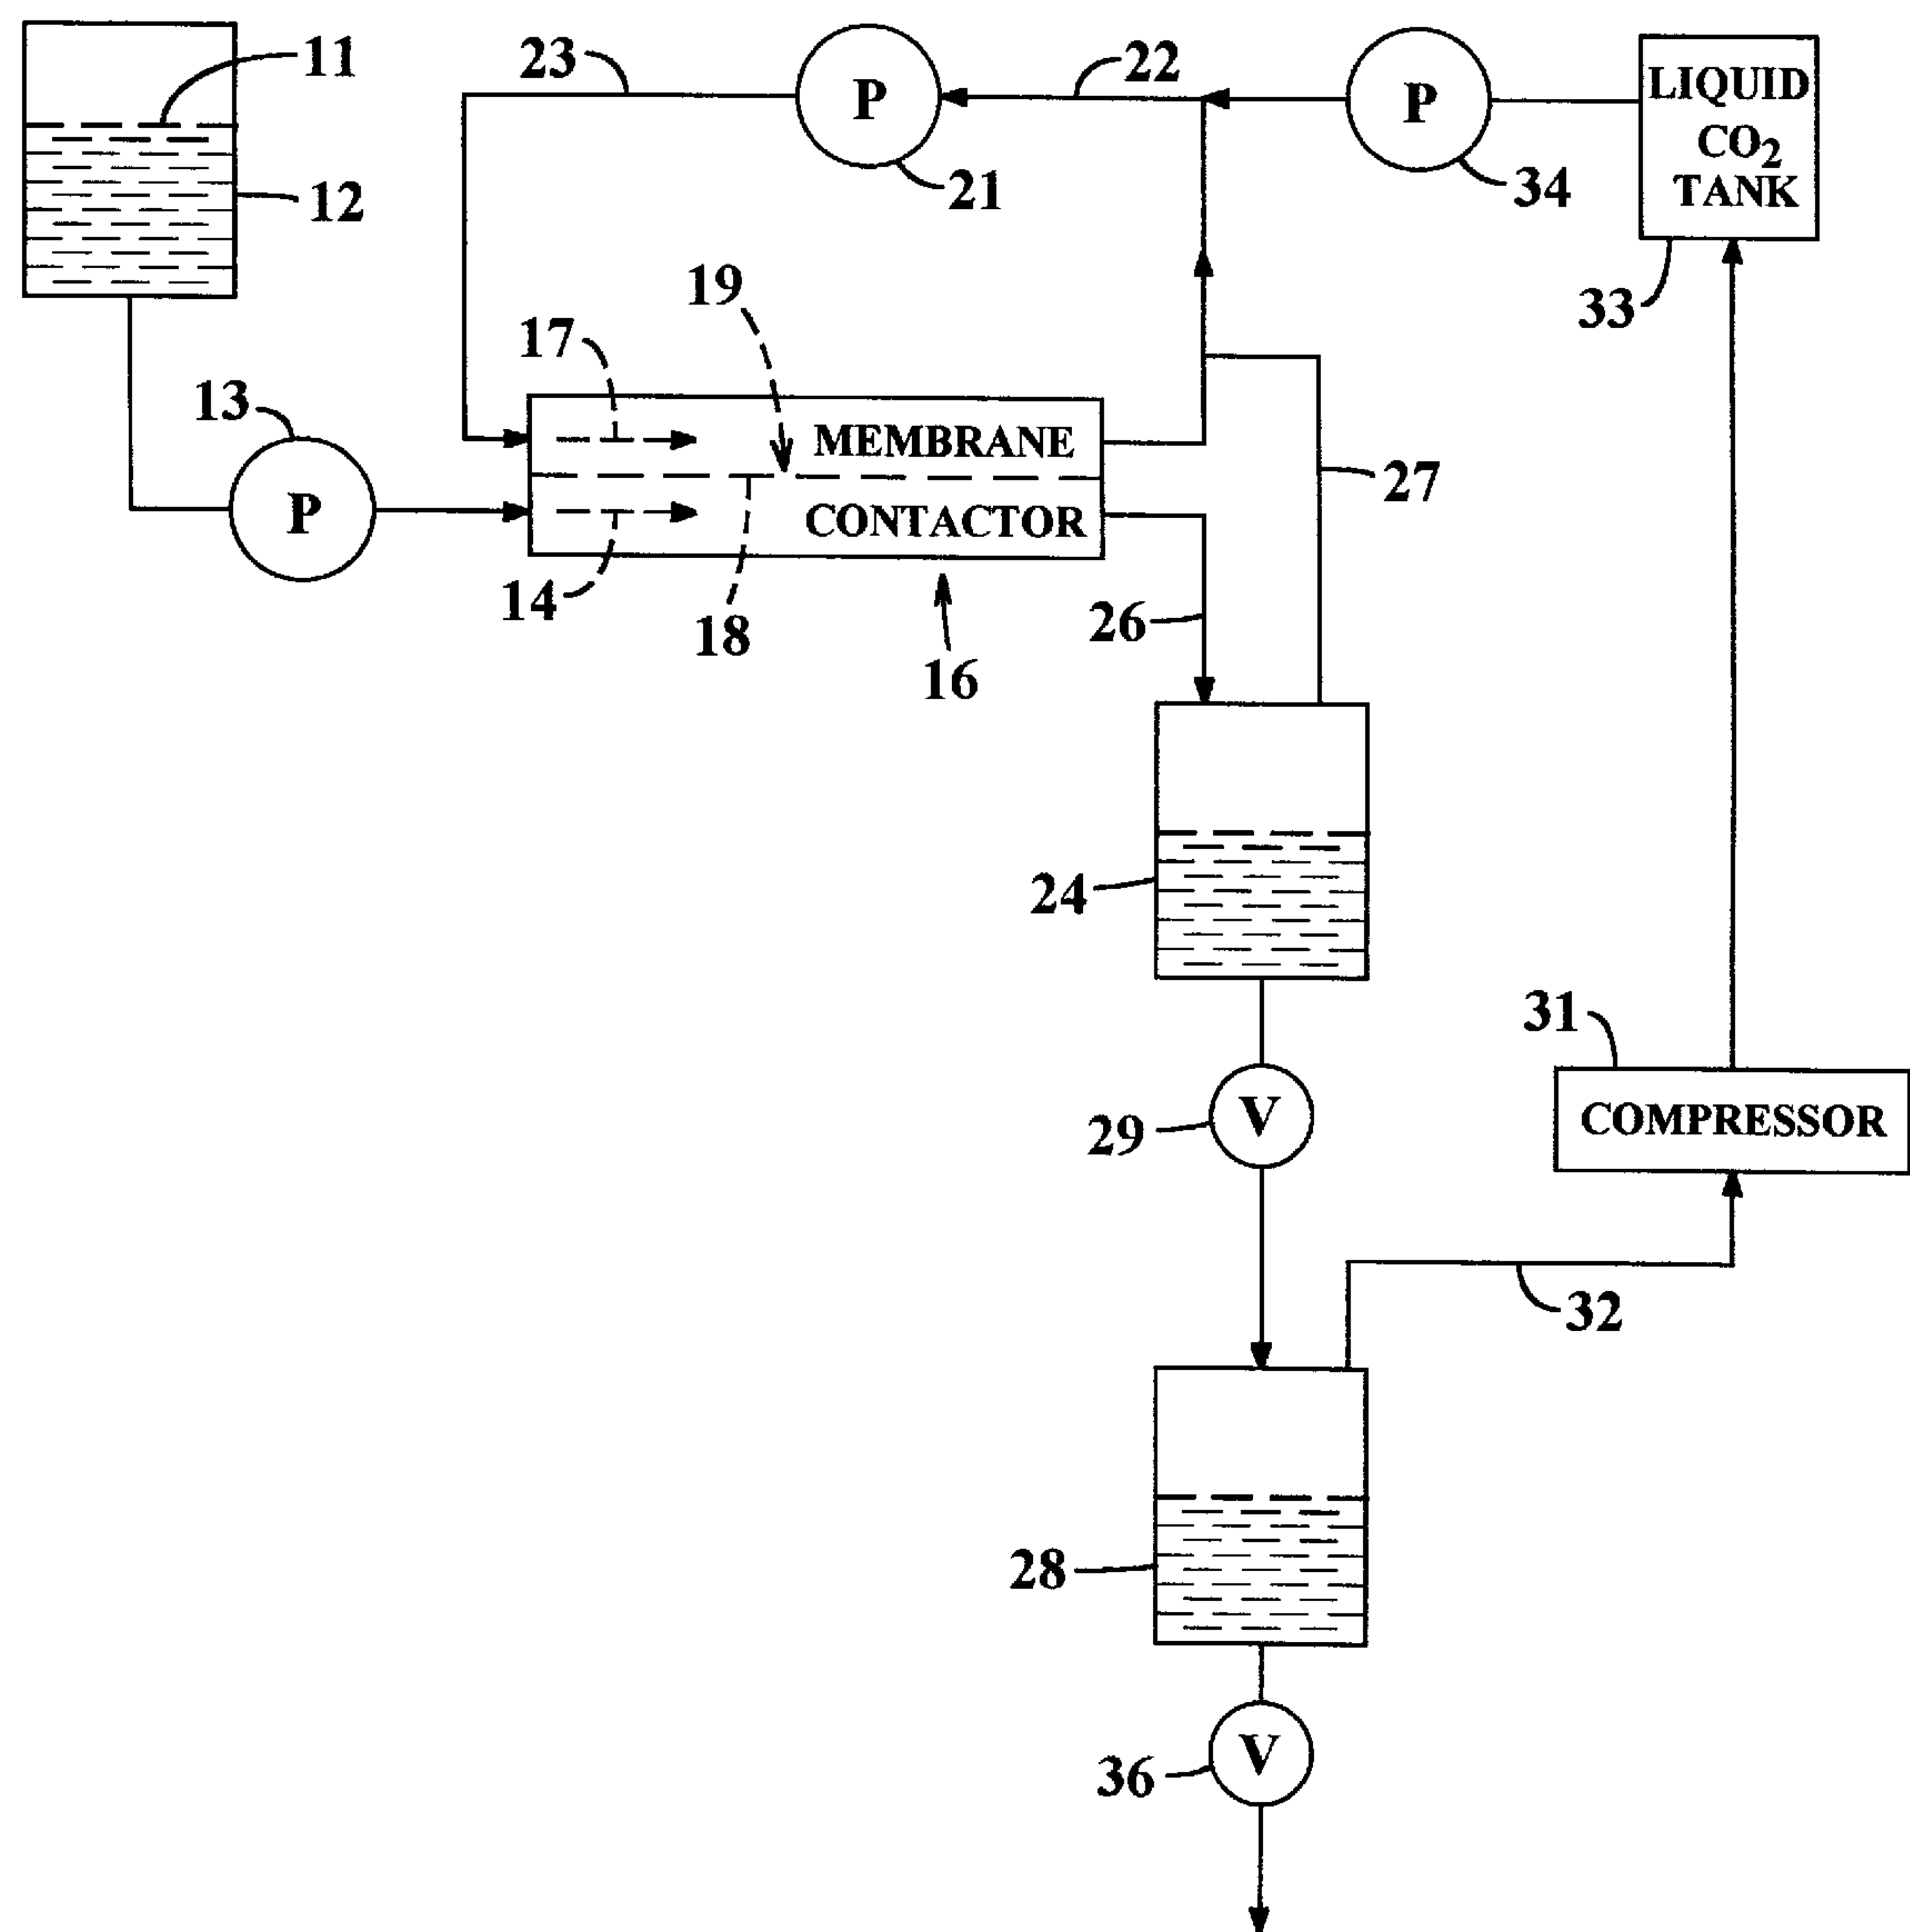 11
23
P
22
P
LIQUID
CO₂
TANK
12
21
34
19
33
17
13
MEMBRANE
27
P
CONTACTOR
14
18
26
16
24
31
V
COMPRESSOR
29
32
28
V
36